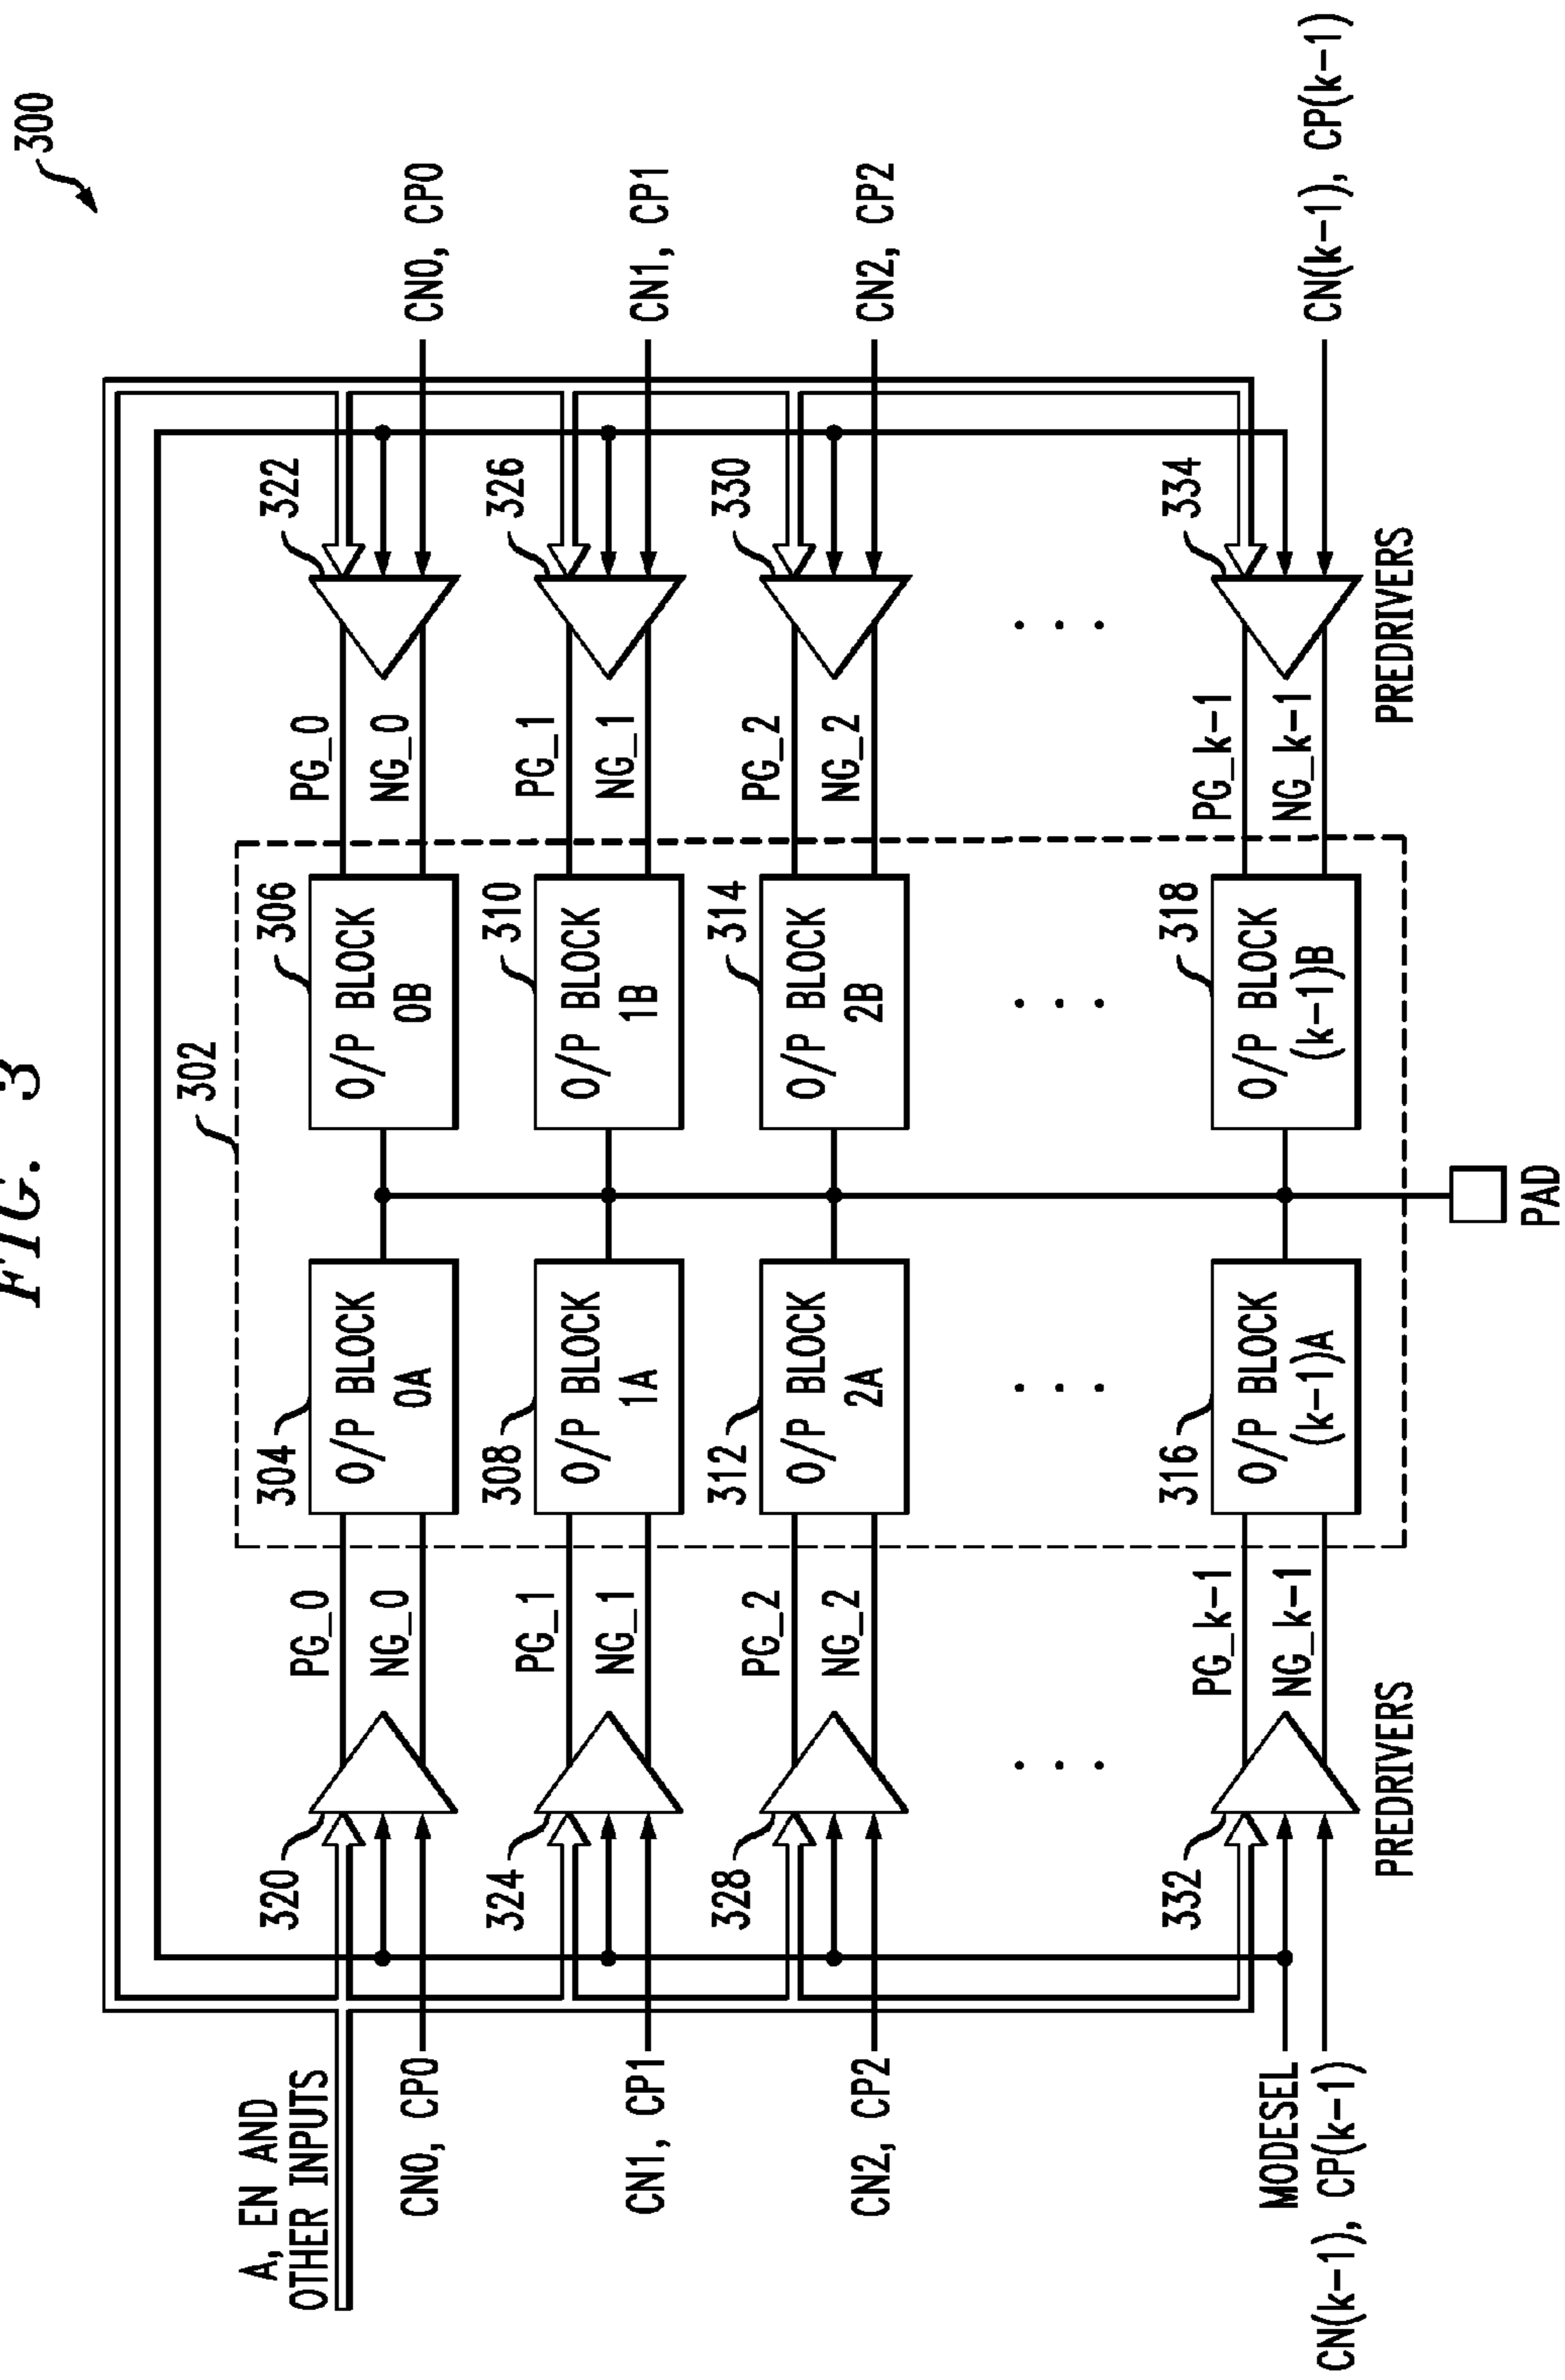 FIG. 3
300
A, EN AND
OTHER INPUTS
302
320
PG_0
304
306
PG_0
322
CN0, CP0
NG_0
O/P BLOCK
0A
O/P BLOCK
0B
NG_0
CN0, CP0
324
PG_1
308
310
PG_1
326
CN1, CP1
NG_1
O/P BLOCK
1A
O/P BLOCK
1B
NG_1
CN1, CP1
328
PG_2
312
314
PG_2
330
CN2, CP2
NG_2
O/P BLOCK
2A
O/P BLOCK
2B
NG_2
CN2, CP2
. . .
. . .
. . .
. . .
332
PG_k-1
316
318
PG_k-1
334
MODESEL
NG_k-1
O/P BLOCK
(k-1)A
O/P BLOCK
(k-1)B
NG_k-1
CN(k-1), CP(k-1)
CN(k-1), CP(k-1)
PREDRIVERS
PREDRIVERS
PAD